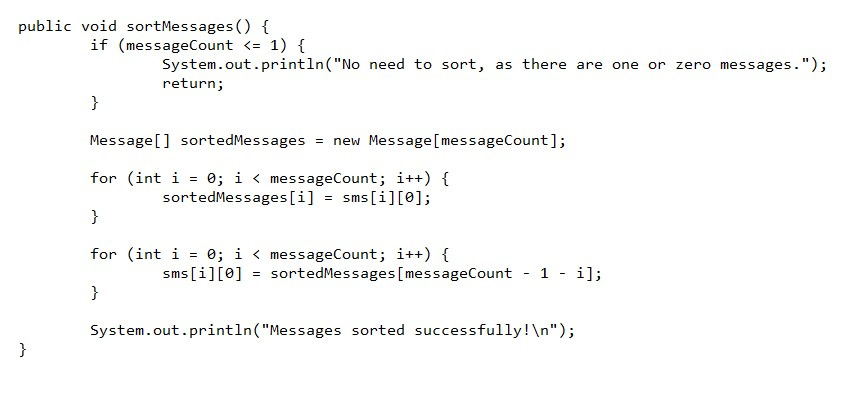 public void sortMessages() {
if (messageCount <= 1) {
System.out.println("No need to sort, as there are one or zero messages.");
return;
}
Message[] sortedMessages = new Message[messageCount];
for (int i = 0; i < messageCount; i++) {
sortedMessages[i] = sms[i][0];
}
for (int i = 0; i < messageCount; i++) {
sms[i][0] = sortedMessages[messageCount - 1 - i];
}
System.out.println("Messages sorted successfully!\n");
}